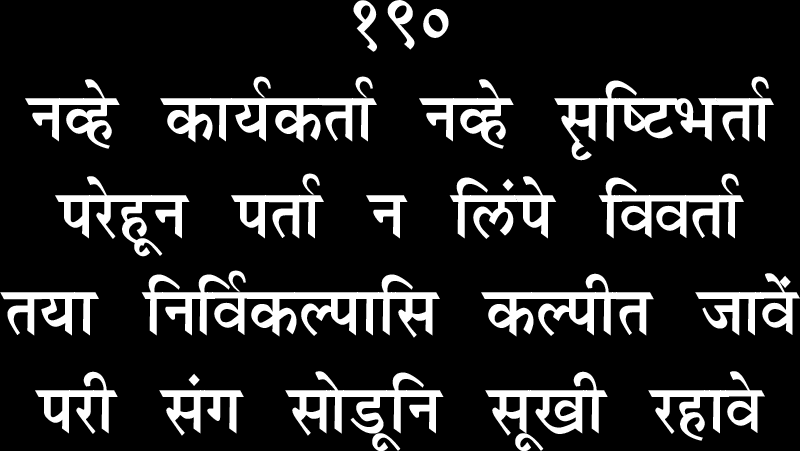 १९०
नव्हे कार्यकर्ता नव्हे सृष्टिभर्ता
परेहून पर्ता न लिंपे विवर्ता
तया निर्विकल्पासि कल्पीत जावें
परी संग सोडूनि सूखी रहावे